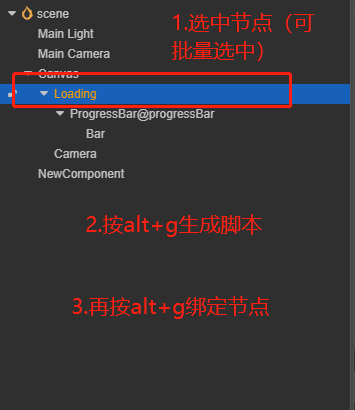 scene
Main Light
1.选中节点（可
批量选中）
Main Camera
Canvas
Loading
ProgressBar@progressBar
Bar
Camera
NewComponent
2.按alt+g生成脚本
3.再按alt+g绑定节点